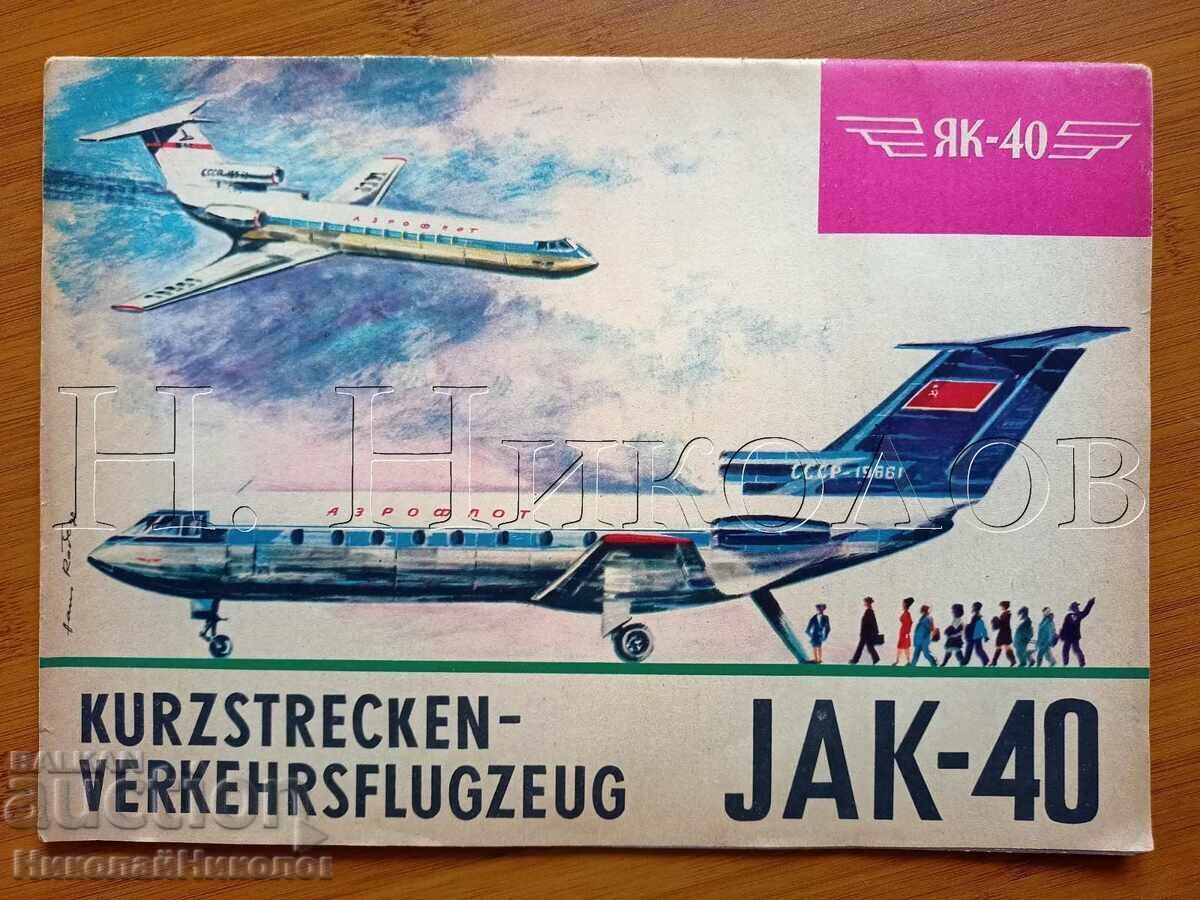 ЯК-40
АЭРОФЛОТ
Н. Николов
СССР-19661
АЭРОФЛОТ
KURZSTRECKEN-
VERKEHRSFLUGZEUG
JAK-40
BALKAN
auction
НиколайНиколов